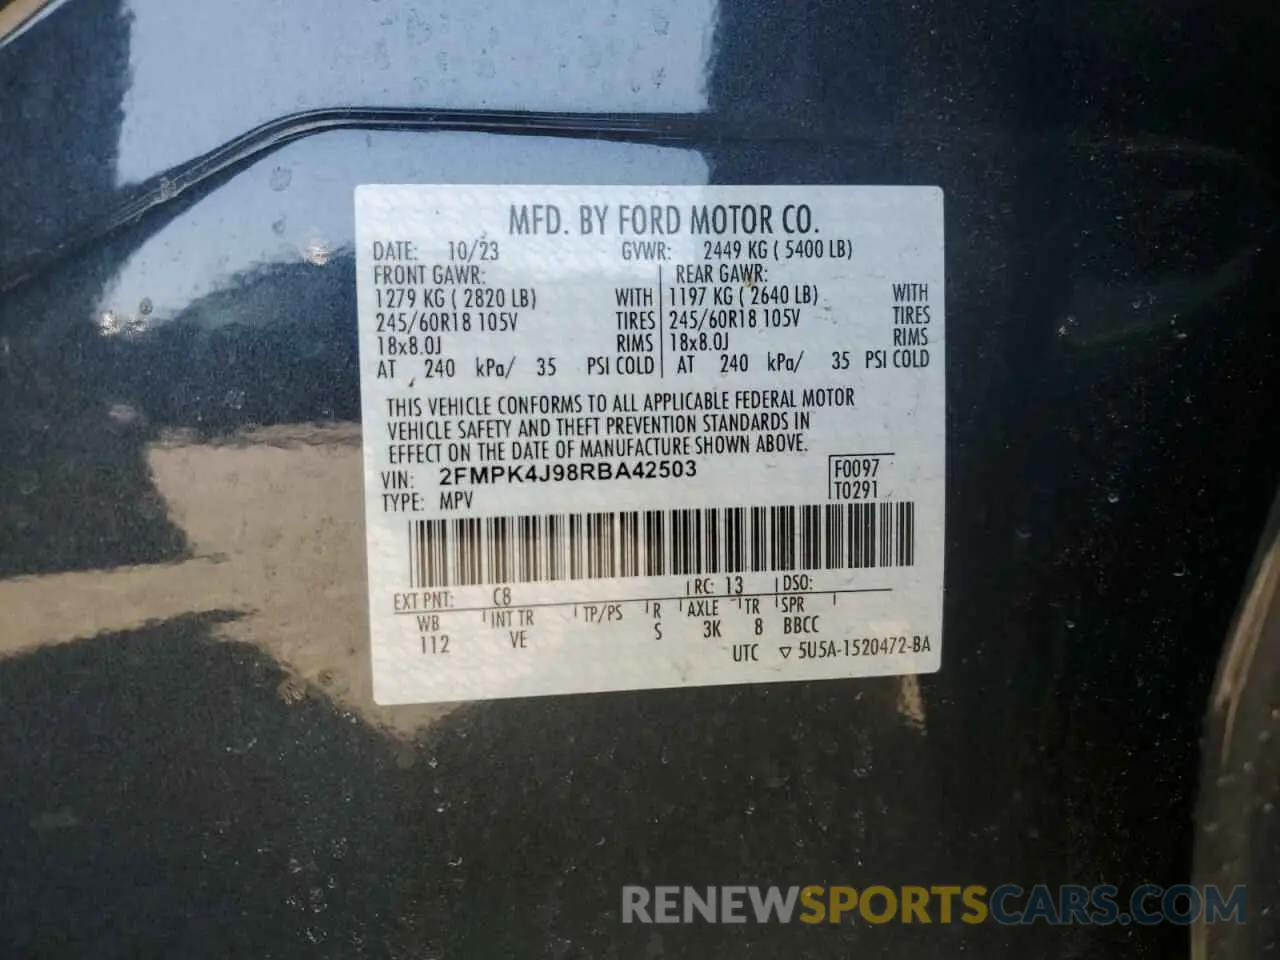 MFD. BY FORD MOTOR CO.
DATE: 10/23 GVWR: 2449 KG ( 5400 LB)
FRONT GAWR: REAR GAWR:
1279 KG ( 2820 LB) WITH 1197 KG ( 2640 LB) WITH
245/60R18 105V TIRES 245/60R18 105V TIRES
18x8.0J RIMS 18x8.0J RIMS
AT 240 kPa/ 35 PSI COLD AT 240 kPa/ 35 PSI COLD
THIS VEHICLE CONFORMS TO ALL APPLICABLE FEDERAL MOTOR
VEHICLE SAFETY AND THEFT PREVENTION STANDARDS IN
EFFECT ON THE DATE OF MANUFACTURE SHOWN ABOVE.
VIN: 2FMPK4J98RBA42503 F0097
TYPE: MPV T0291
EXT PNT: C8 RC: 13 DSO:
WB INT TR TP/PS R AXLE TR SPR
112 VE S 3K 8 BBCC
UTC ▽ 5U5A-1520472-BA
RENEWSPORTSCARS.COM